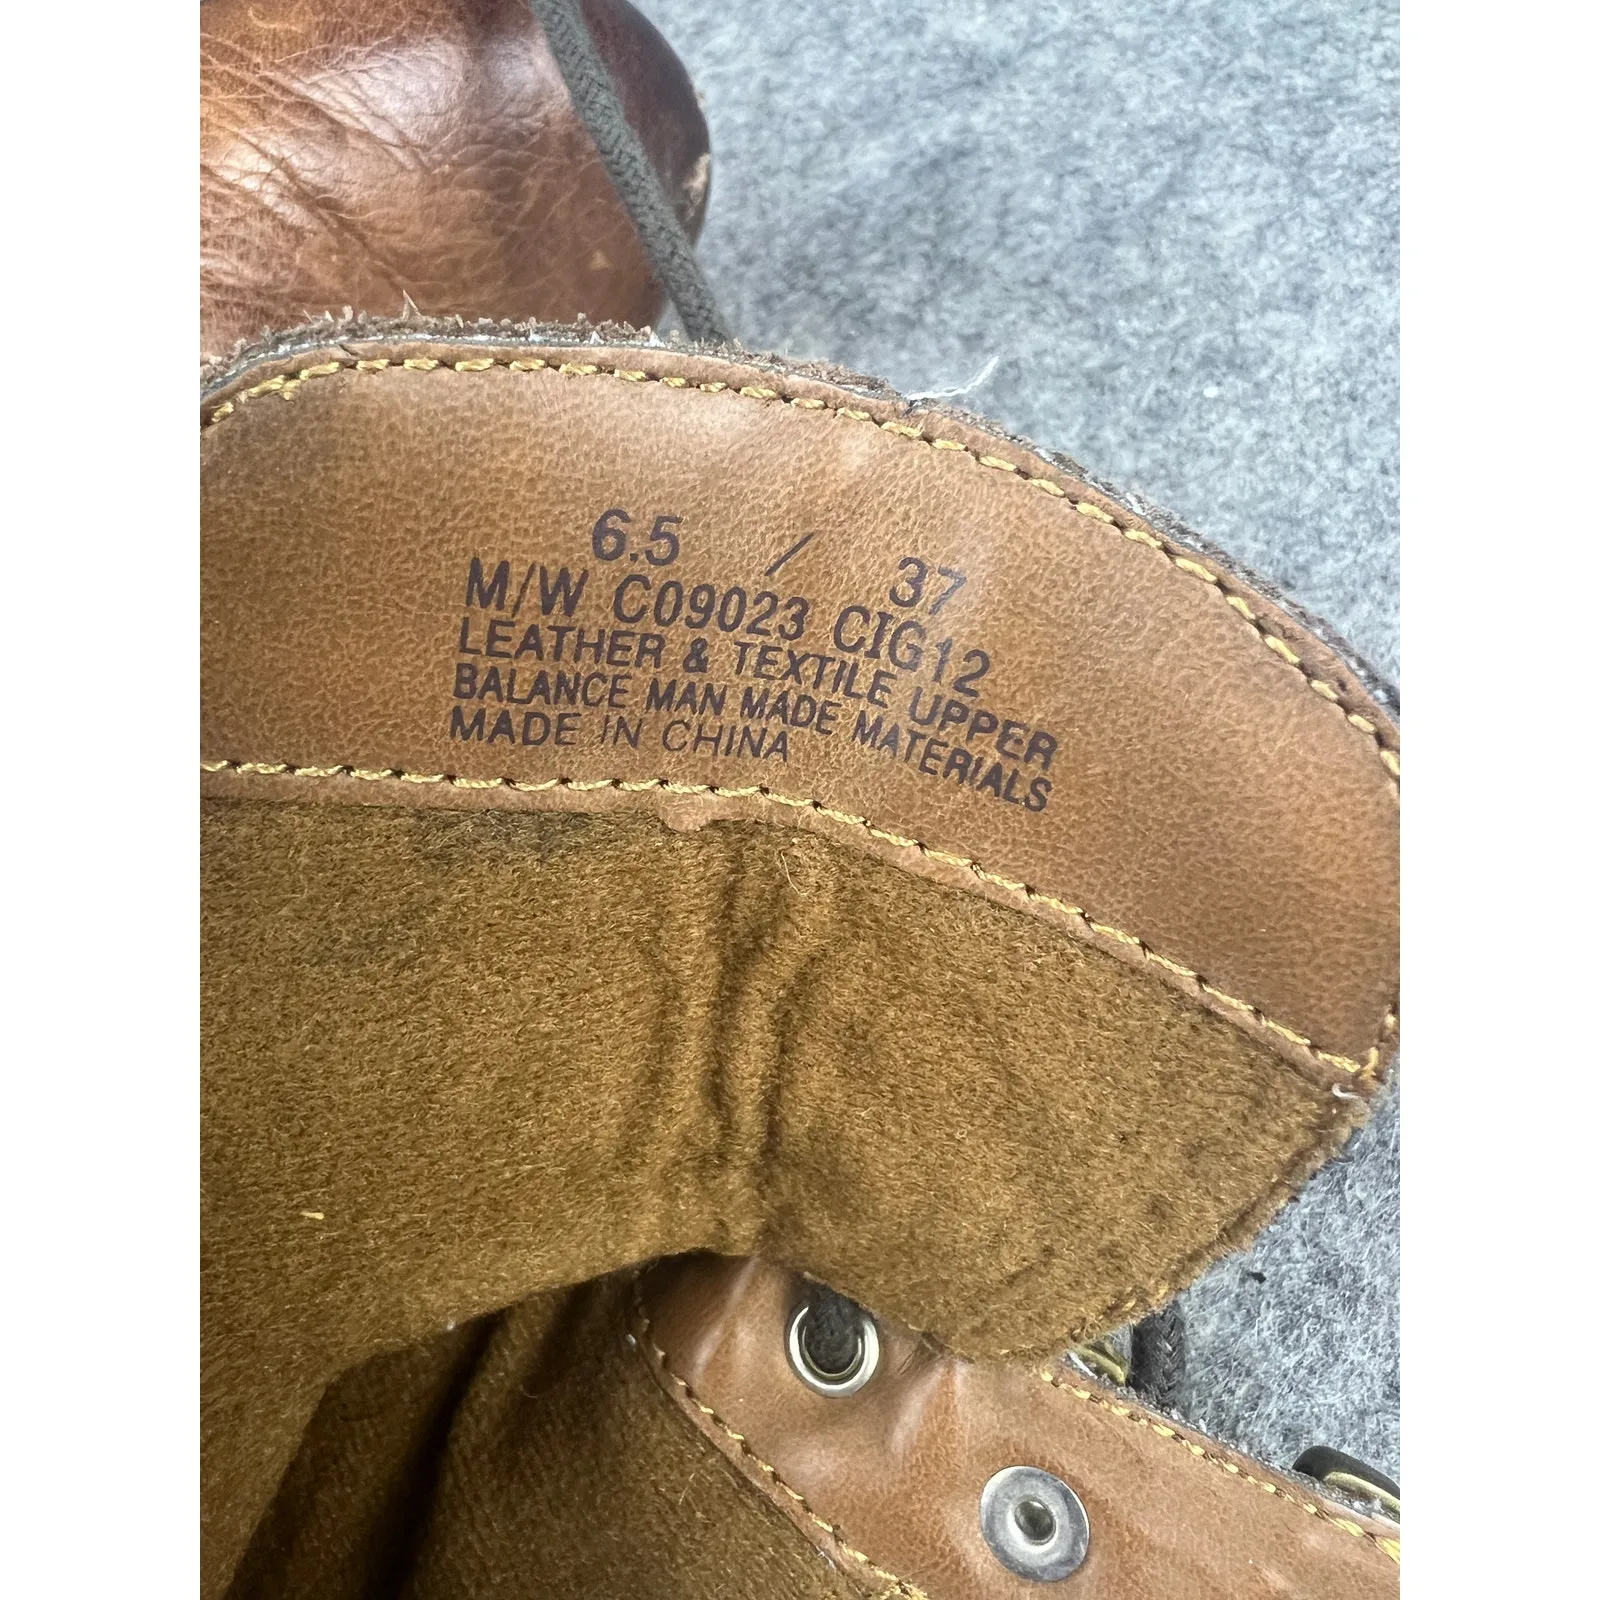 6.5 / 37
M/W C09023 CIG12
LEATHER & TEXTILE UPPER
BALANCE MAN MADE MATERIALS
MADE IN CHINA